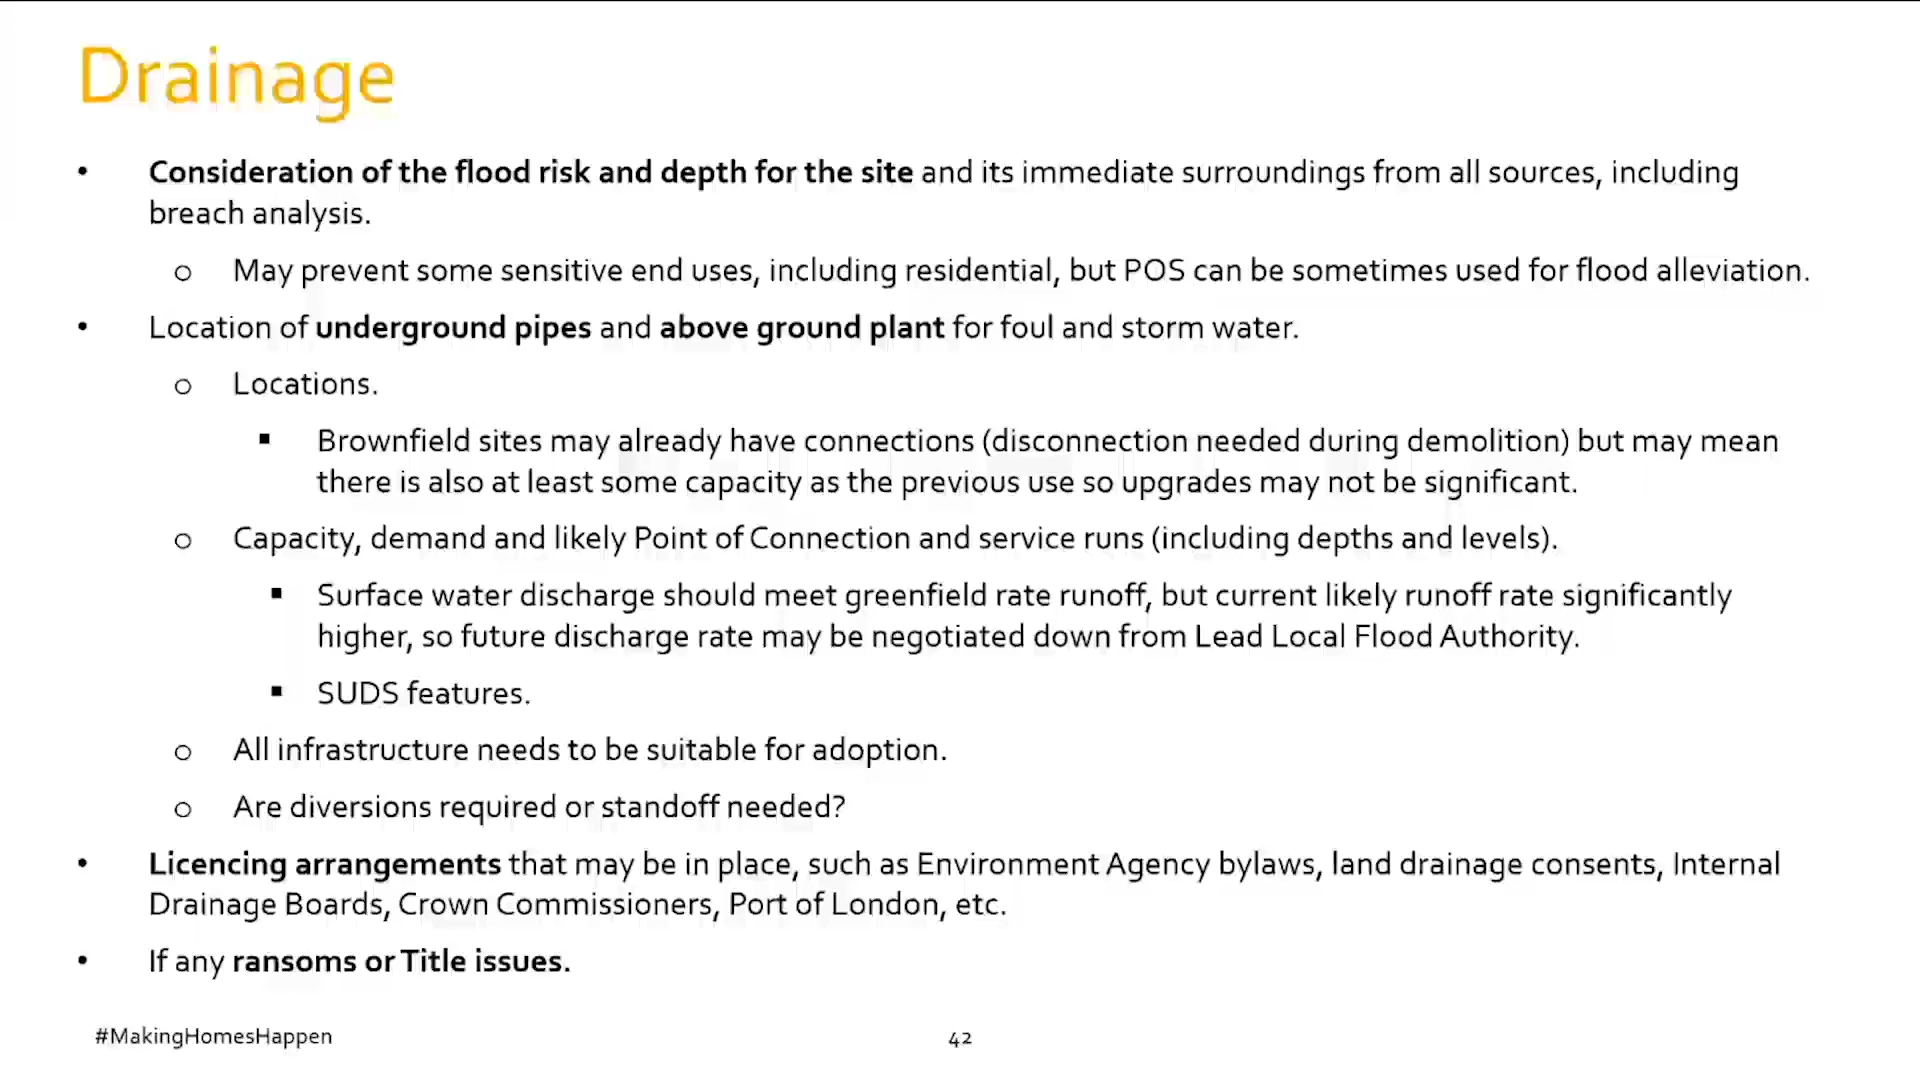 Drainage
• Consideration of the flood risk and depth for the site and its immediate surroundings from all sources, including
breach analysis.
o May prevent some sensitive end uses, including residential, but POS can be sometimes used for flood alleviation.
• Location of underground pipes and above ground plant for foul and storm water.
o Locations.
▪ Brownfield sites may already have connections (disconnection needed during demolition) but may mean
there is also at least some capacity as the previous use so upgrades may not be significant.
o Capacity, demand and likely Point of Connection and service runs (including depths and levels).
▪ Surface water discharge should meet greenfield rate runoff, but current likely runoff rate significantly
higher, so future discharge rate may be negotiated down from Lead Local Flood Authority.
▪ SUDS features.
o All infrastructure needs to be suitable for adoption.
o Are diversions required or standoff needed?
• Licencing arrangements that may be in place, such as Environment Agency bylaws, land drainage consents, Internal
Drainage Boards, Crown Commissioners, Port of London, etc.
• If any ransoms or Title issues.
#MakingHomesHappen
42